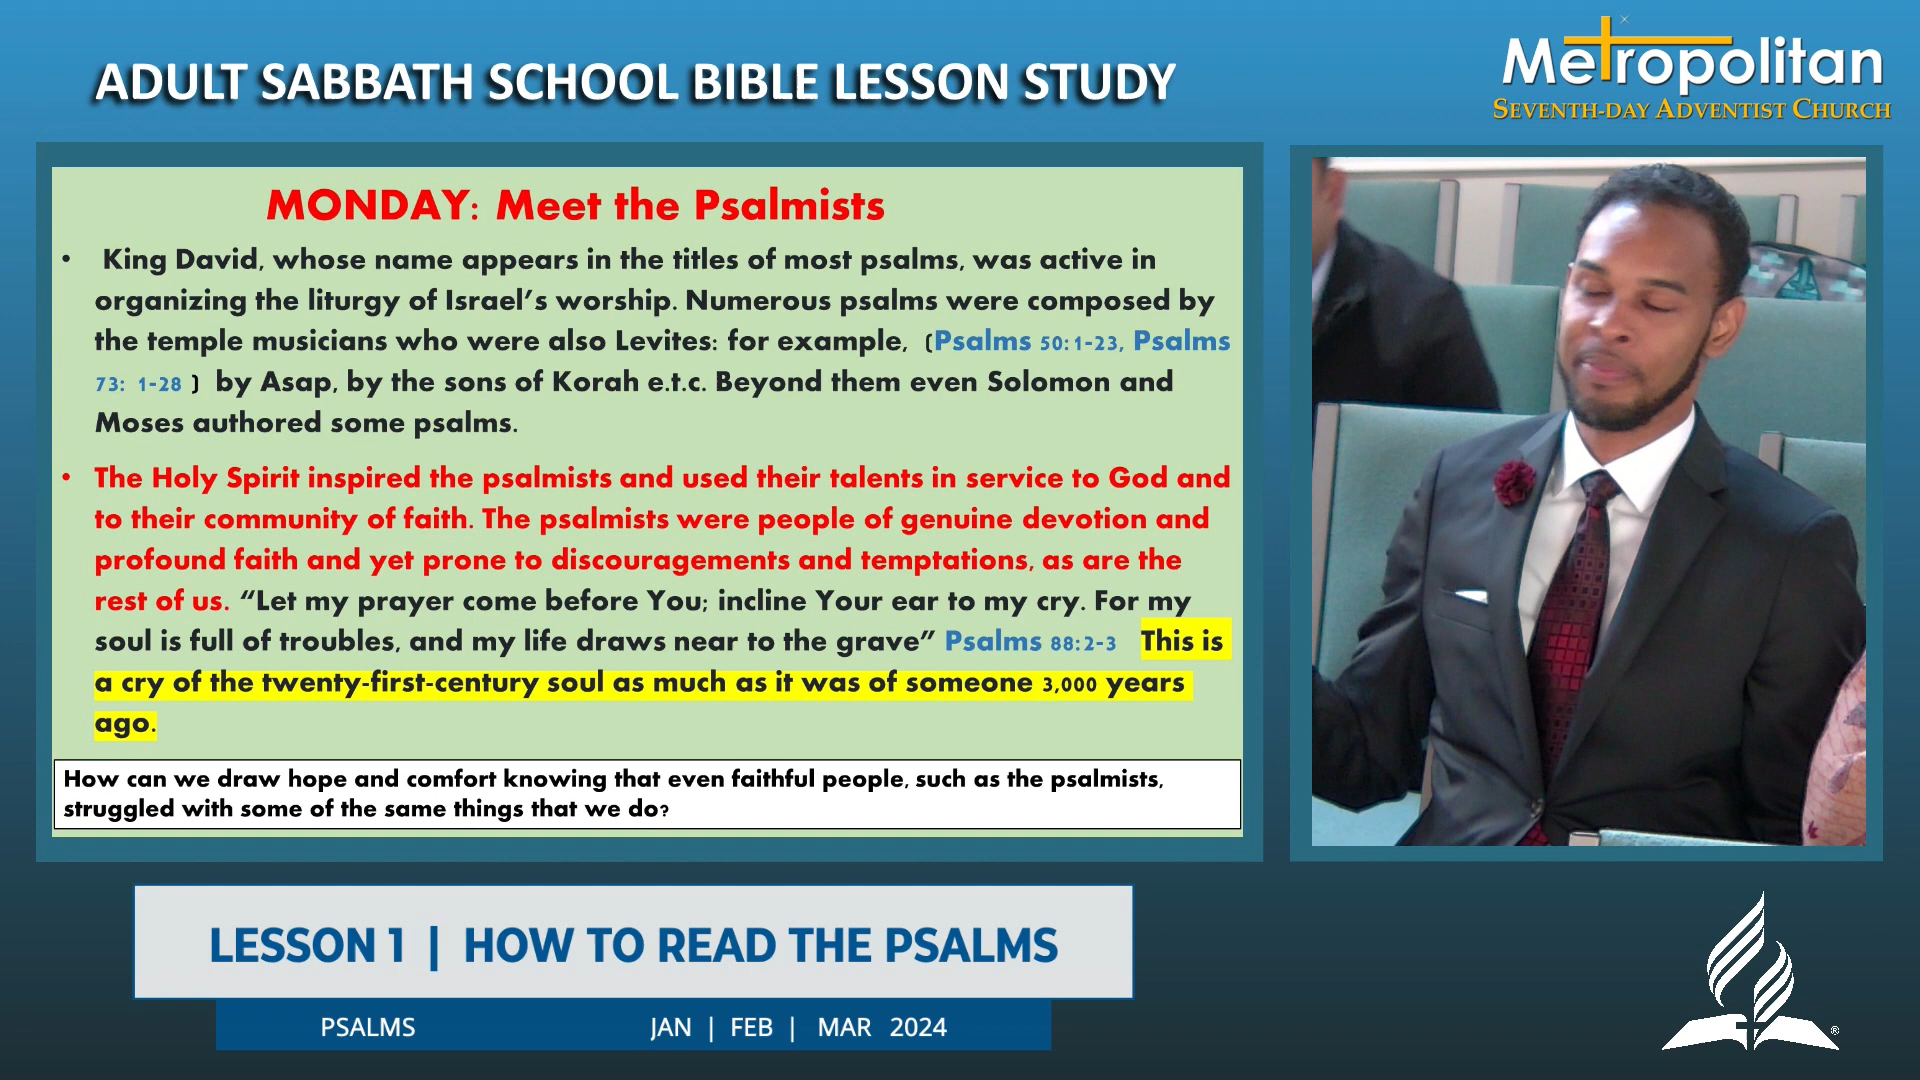 ADULT SABBATH SCHOOL BIBLE LESSON STUDY
Metropolitan
SEVENTH-DAY ADVENTIST CHURCH
MONDAY: Meet the Psalmists
• King David, whose name appears in the titles of most psalms, was active in
organizing the liturgy of Israel’s worship. Numerous psalms were composed by
the temple musicians who were also Levites: for example, (Psalms 50:1-23, Psalms
73: 1-28 ) by Asap, by the sons of Korah e.t.c. Beyond them even Solomon and
Moses authored some psalms.
• The Holy Spirit inspired the psalmists and used their talents in service to God and
to their community of faith. The psalmists were people of genuine devotion and
profound faith and yet prone to discouragements and temptations, as are the
rest of us. “Let my prayer come before You; incline Your ear to my cry. For my
soul is full of troubles, and my life draws near to the grave” Psalms 88:2-3 This is
a cry of the twenty-first-century soul as much as it was of someone 3,000 years
ago.
How can we draw hope and comfort knowing that even faithful people, such as the psalmists,
struggled with some of the same things that we do?
LESSON 1 | HOW TO READ THE PSALMS
PSALMS JAN | FEB | MAR 2024
®